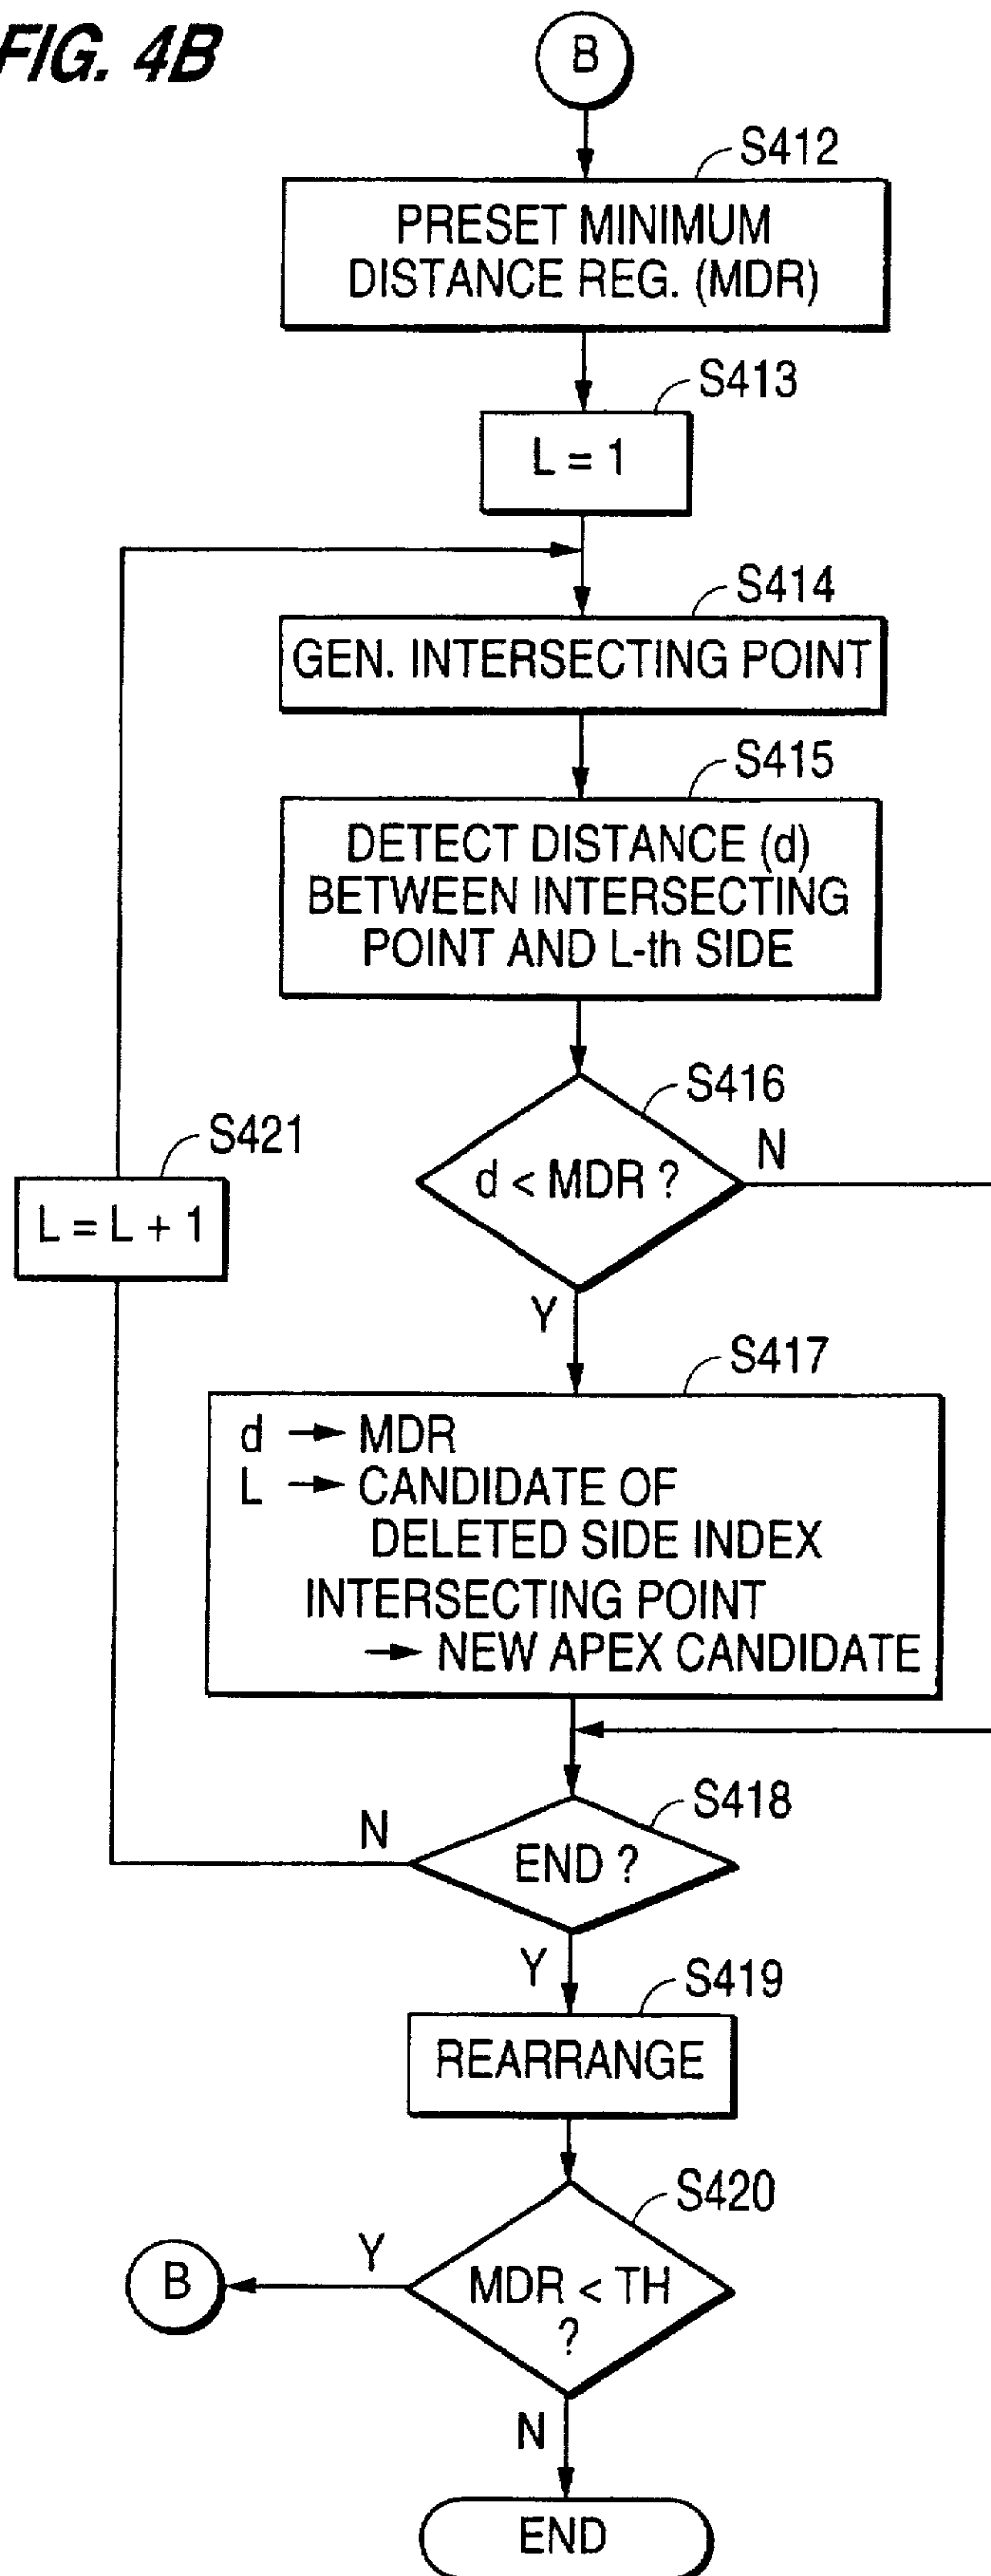 FIG. 4B
B
S412
PRESET MINIMUM
DISTANCE REG. (MDR)
S413
L = 1
S414
GEN. INTERSECTING POINT
S415
DETECT DISTANCE (d)
BETWEEN INTERSECTING
POINT AND L-th SIDE
S416
d < MDR ?
N
S421
L = L + 1
Y
S417
d → MDR
L → CANDIDATE OF
DELETED SIDE INDEX
INTERSECTING POINT
→ NEW APEX CANDIDATE
S418
N
END ?
Y
S419
REARRANGE
S420
Y
B
MDR < TH
?
N
END